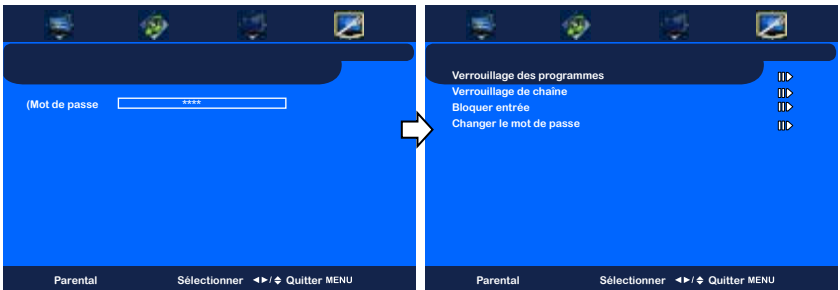 (Mot de passe ****
Parental Sélectionner ◄►/ Quitter MENU
Verrouillage des programmes
Verrouillage de chaîne
Bloquer entrée
Changer le mot de passe
Parental Sélectionner ◄►/ Quitter MENU